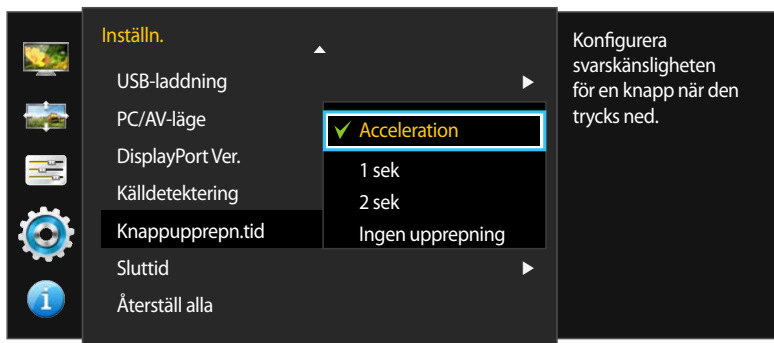 Inställn.
USB-laddning
PC/AV-läge
DisplayPort Ver.
Källdetektering
Knappupprepn.tid
Sluttid
Återställ alla
Acceleration
1 sek
2 sek
Ingen upprepning
Konfigurera
svarskänsligheten
för en knapp när den
trycks ned.